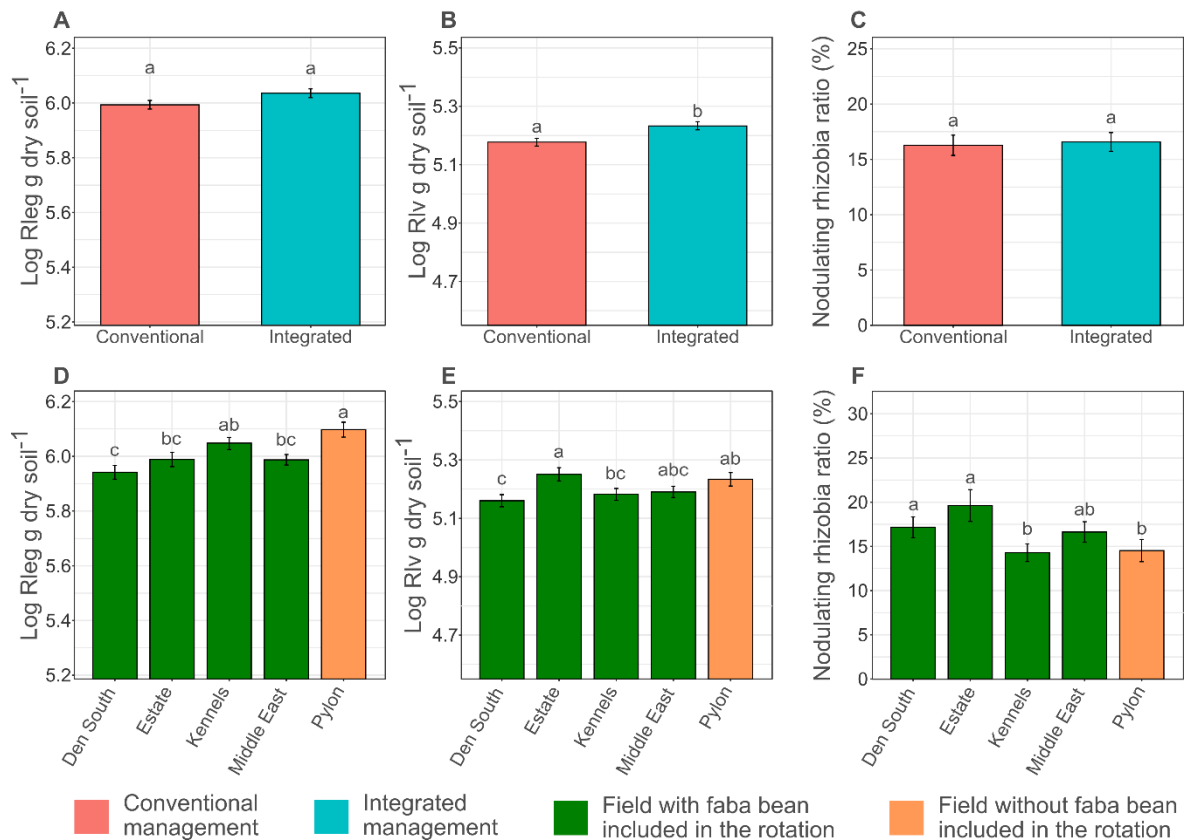 A
Log Rleg g dry soil⁻¹
6.2
6.0
5.8
5.6
5.4
5.2
a
a
Conventional
Integrated
B
Log Rlv g dry soil⁻¹
5.5
5.3
5.1
4.9
4.7
a
b
Conventional
Integrated
C
Nodulating rhizobia ratio (%)
25
20
15
10
5
0
a
a
Conventional
Integrated
D
Log Rleg g dry soil⁻¹
6.2
6.0
5.8
5.6
5.4
5.2
c
bc
ab
bc
a
Den South
Estate
Kennels
Middle East
Pylon
E
Log Rlv g dry soil⁻¹
5.5
5.3
5.1
4.9
4.7
c
a
bc
abc
ab
Den South
Estate
Kennels
Middle East
Pylon
F
Nodulating rhizobia ratio (%)
30
25
20
15
10
5
0
a
a
b
ab
b
Den South
Estate
Kennels
Middle East
Pylon
Conventional
management
Integrated
management
Field with faba bean
included in the rotation
Field without faba bean
included in the rotation